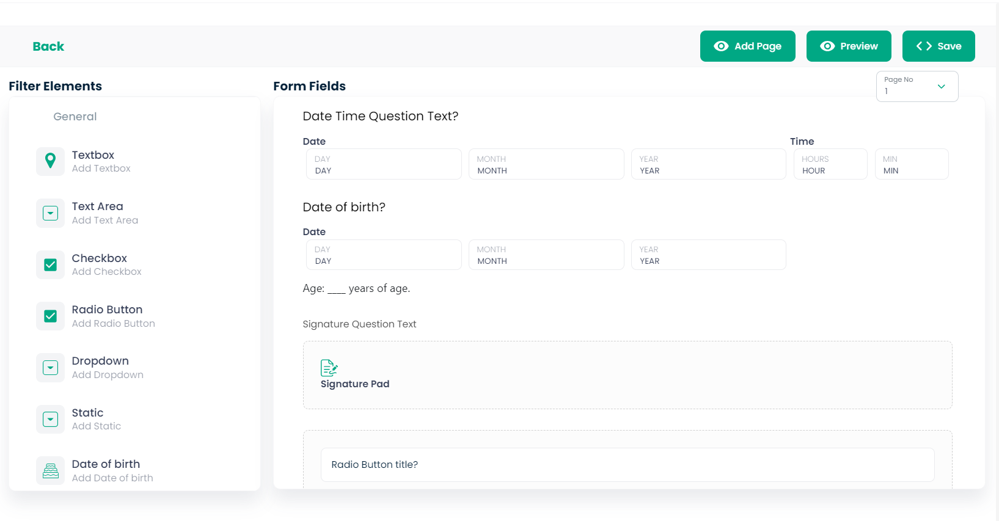 Back
Add Page
Preview
Save
Filter Elements
Form Fields
Page No
1
General
Textbox
Add Textbox
Text Area
Add Text Area
Checkbox
Add Checkbox
Radio Button
Add Radio Button
Dropdown
Add Dropdown
Static
Add Static
Date of birth
Add Date of birth
Date Time Question Text?
Date
Time
DAY
DAY
MONTH
MONTH
YEAR
YEAR
HOURS
HOUR
MIN
MIN
Date of birth?
Date
DAY
DAY
MONTH
MONTH
YEAR
YEAR
Age: ____ years of age.
Signature Question Text
Signature Pad
Radio Button title?